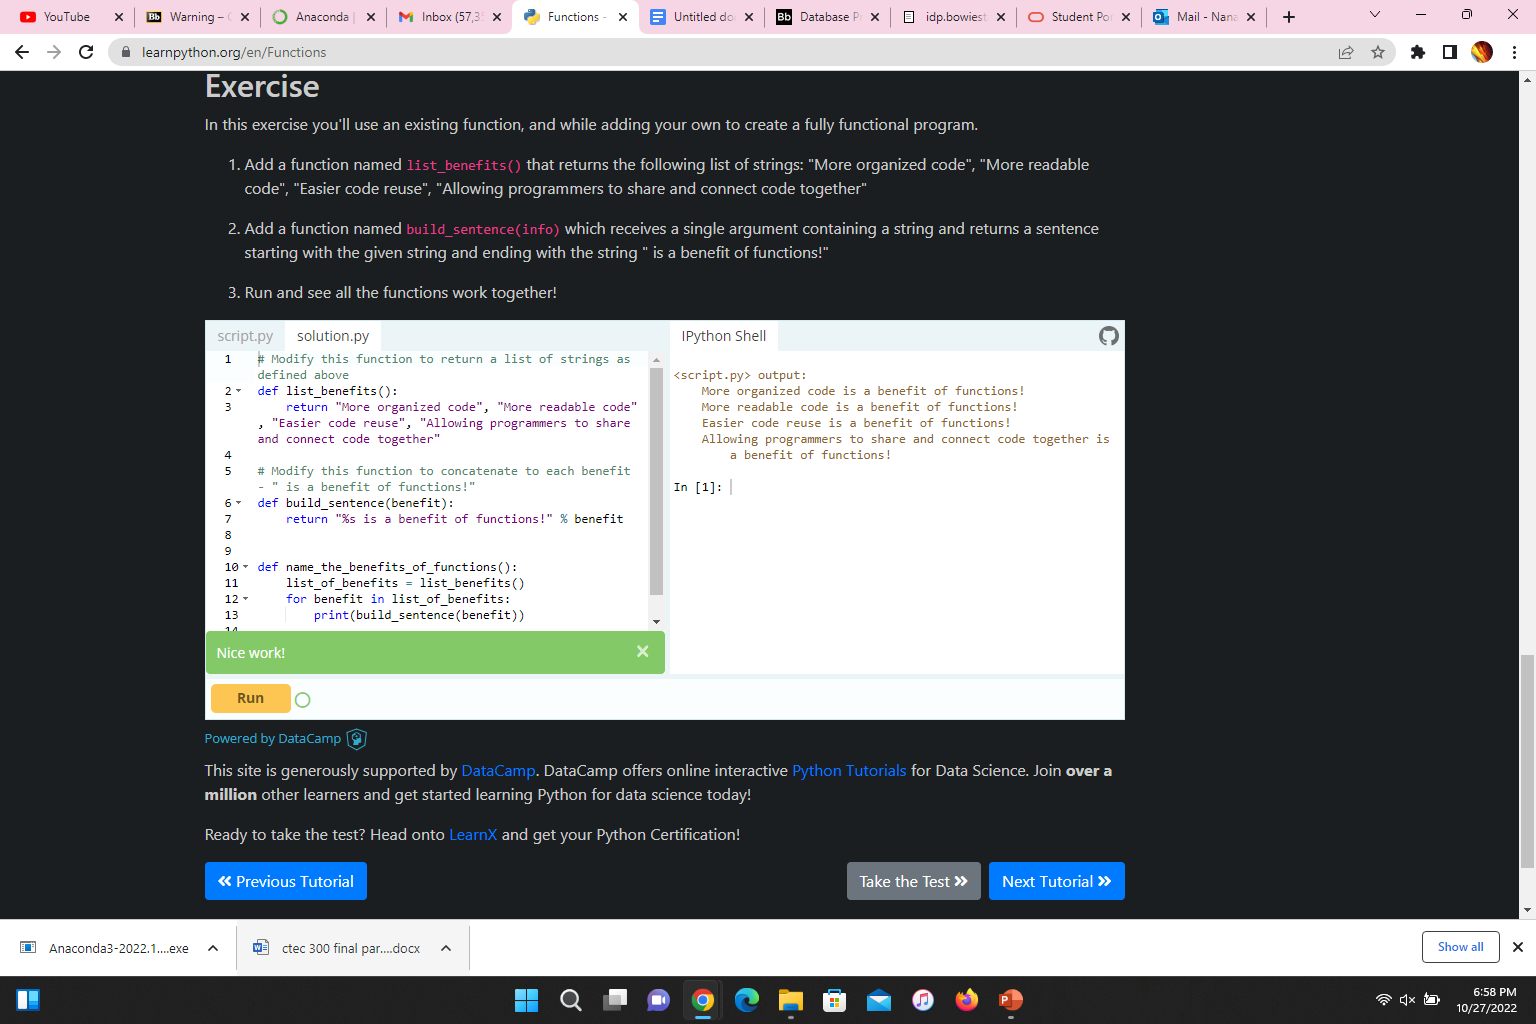 YouTube
Warning – C
Anaconda |
Inbox (57,3
Functions -
Untitled do
Database P
idp.bowiest
Student Po
Mail - Nana
learnpython.org/en/Functions
Exercise
In this exercise you'll use an existing function, and while adding your own to create a fully functional program.
1. Add a function named list_benefits() that returns the following list of strings: "More organized code", "More readable
code", "Easier code reuse", "Allowing programmers to share and connect code together"
2. Add a function named build_sentence(info) which receives a single argument containing a string and returns a sentence
starting with the given string and ending with the string " is a benefit of functions!"
3. Run and see all the functions work together!
script.py
solution.py
1 # Modify this function to return a list of strings as
defined above
2 def list_benefits():
3 return "More organized code", "More readable code"
, "Easier code reuse", "Allowing programmers to share
and connect code together"
4
5 # Modify this function to concatenate to each benefit
- " is a benefit of functions!"
6 def build_sentence(benefit):
7 return "%s is a benefit of functions!" % benefit
8
9
10 def name_the_benefits_of_functions():
11 list_of_benefits = list_benefits()
12 for benefit in list_of_benefits:
13 print(build_sentence(benefit))
14
Nice work!
Run
IPython Shell
<script.py> output:
More organized code is a benefit of functions!
More readable code is a benefit of functions!
Easier code reuse is a benefit of functions!
Allowing programmers to share and connect code together is
a benefit of functions!
In [1]:
Powered by DataCamp
This site is generously supported by DataCamp. DataCamp offers online interactive Python Tutorials for Data Science. Join over a
million other learners and get started learning Python for data science today!
Ready to take the test? Head onto LearnX and get your Python Certification!
Previous Tutorial
Take the Test
Next Tutorial
Anaconda3-2022.1....exe
ctec 300 final par....docx
Show all
6:58 PM
10/27/2022